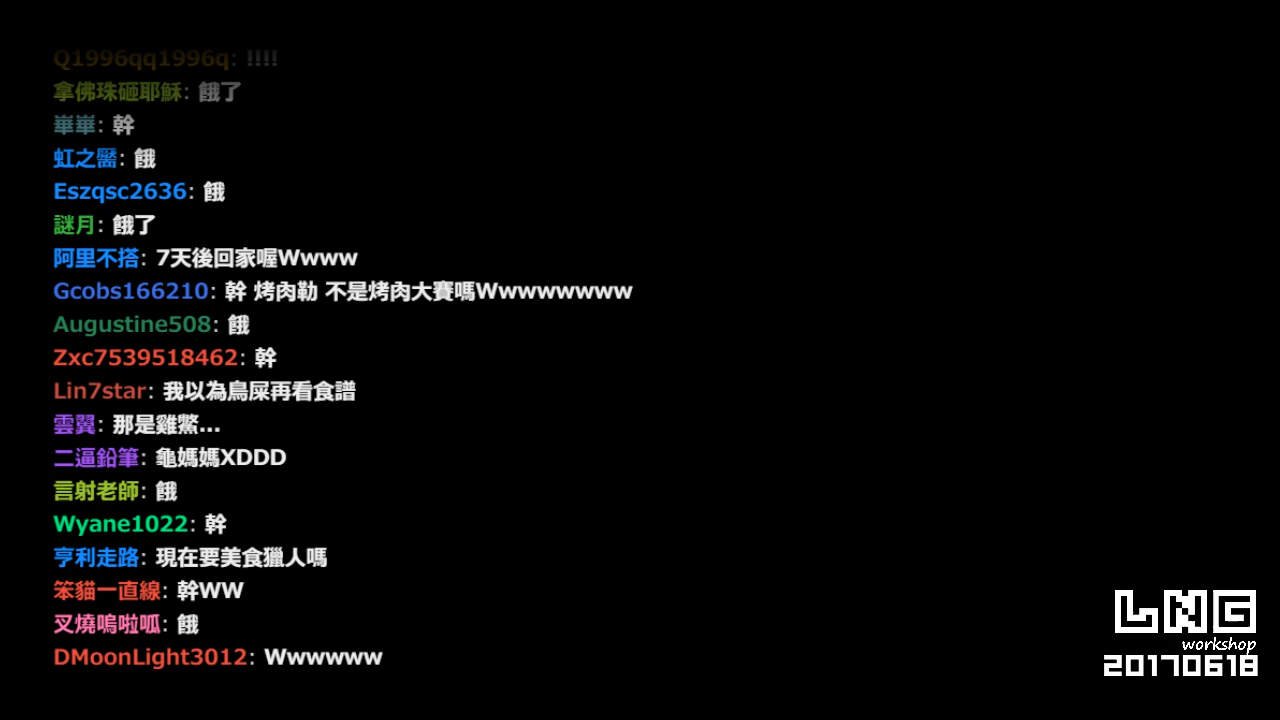 Q1996qq1996q: !!!!
拿佛珠砸耶穌: 餓了
崋崋: 幹
虹之翳: 餓
Eszqsc2636: 餓
謎月: 餓了
阿里不搭: 7天後回家喔Wwww
Gcobs166210: 幹 烤肉勒 不是烤肉大賽嗎Wwwwwwww
Augustine508: 餓
Zxc7539518462: 幹
Lin7star: 我以為鳥屎再看食譜
雲翼: 那是雞鱉...
二逼鉛筆: 龜媽媽XDDD
言射老師: 餓
Wyane1022: 幹
亨利走路: 現在要美食獵人嗎
笨貓一直線: 幹WW
叉燒嗚啦呱: 餓
DMoonLight3012: Wwwwww
LNG
workshop
20170618